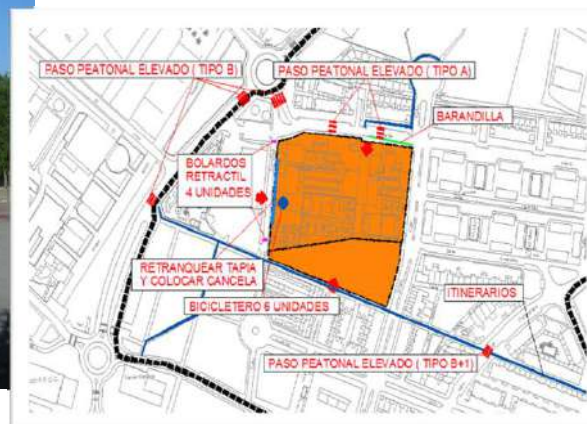 PASO PEATONAL ELEVADO ( TIPO B)
PASO PEATONAL ELEVADO ( TIPO A)
BARANDILLA
BOLARDOS
RETRACTIL
4 UNIDADES
RETRANQUEAR TAPIA
Y COLOCAR CANCELA
BICICLETERO 6 UNIDADES
ITINERARIOS
PASO PEATONAL ELEVADO ( TIPO B+1)